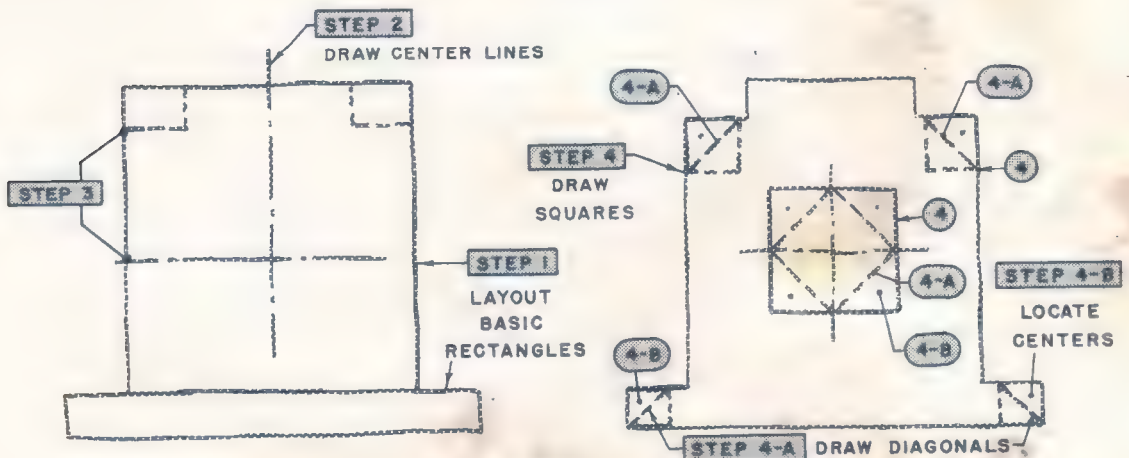 STEP 2
DRAW CENTER LINES
STEP 3
STEP 1
LAYOUT
BASIC
RECTANGLES
4-A
4-A
STEP 4
DRAW
SQUARES
4
4
4-A
4-B
STEP 4-B
LOCATE
CENTERS
4-B
STEP 4-A DRAW DIAGONALS